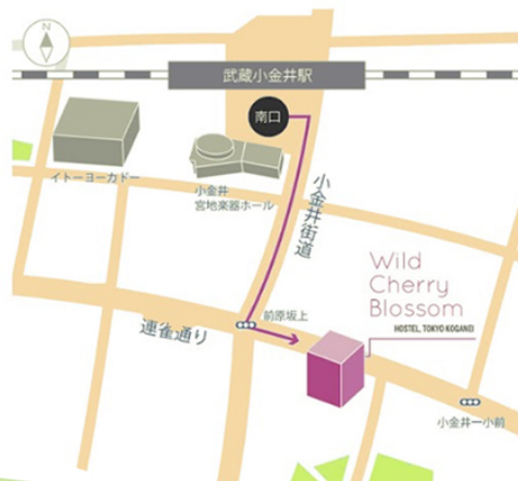 N
武蔵小金井駅
南口
イトーヨーカドー
小金井
宮地楽器ホール
小金井街道
Wild
Cherry
Blossom
HOSTEL, TOKYO KOGANEI
前原坂上
連雀通り
小金井一小前